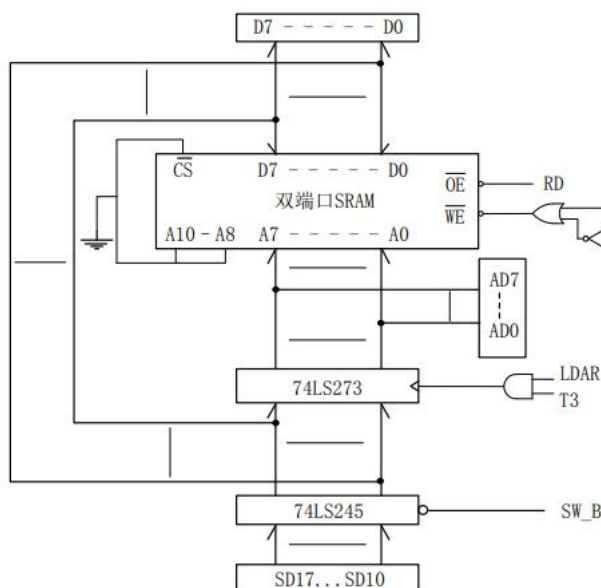 D7 - - - - - D0
CS D7 - - - - - D0 OE RD
双端口SRAM
WE
A10 - A8 A7 - - - - - A0
AD7
AD0
74LS273
LDAR
T3
74LS245 SW_B
SD17...SD10